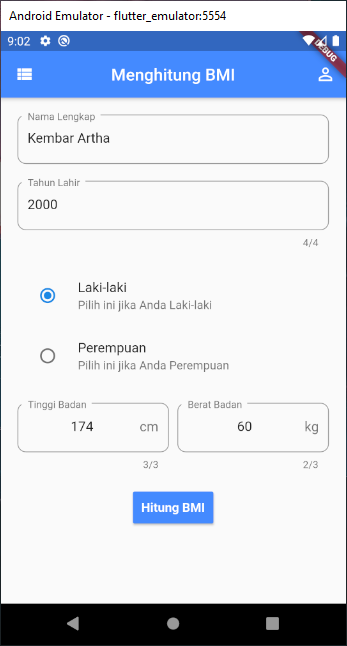 Android Emulator - flutter_emulator:5554
9:02
DEBUG
Menghitung BMI
Nama Lengkap
Kembar Artha
Tahun Lahir
2000
4/4
Laki-laki
Pilih ini jika Anda Laki-laki
Perempuan
Pilih ini jika Anda Perempuan
Tinggi Badan Berat Badan
174 cm 60 kg
3/3 2/3
Hitung BMI